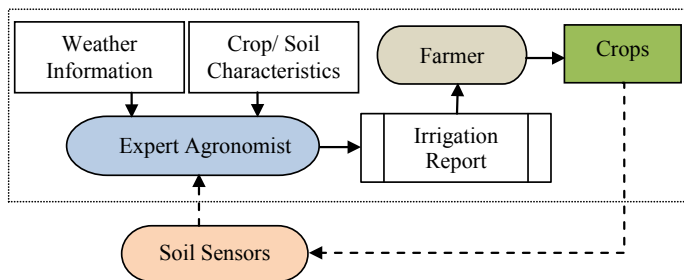 Weather
Information
Crop/ Soil
Characteristics
Farmer
Crops
Expert Agronomist
Irrigation
Report
Soil Sensors